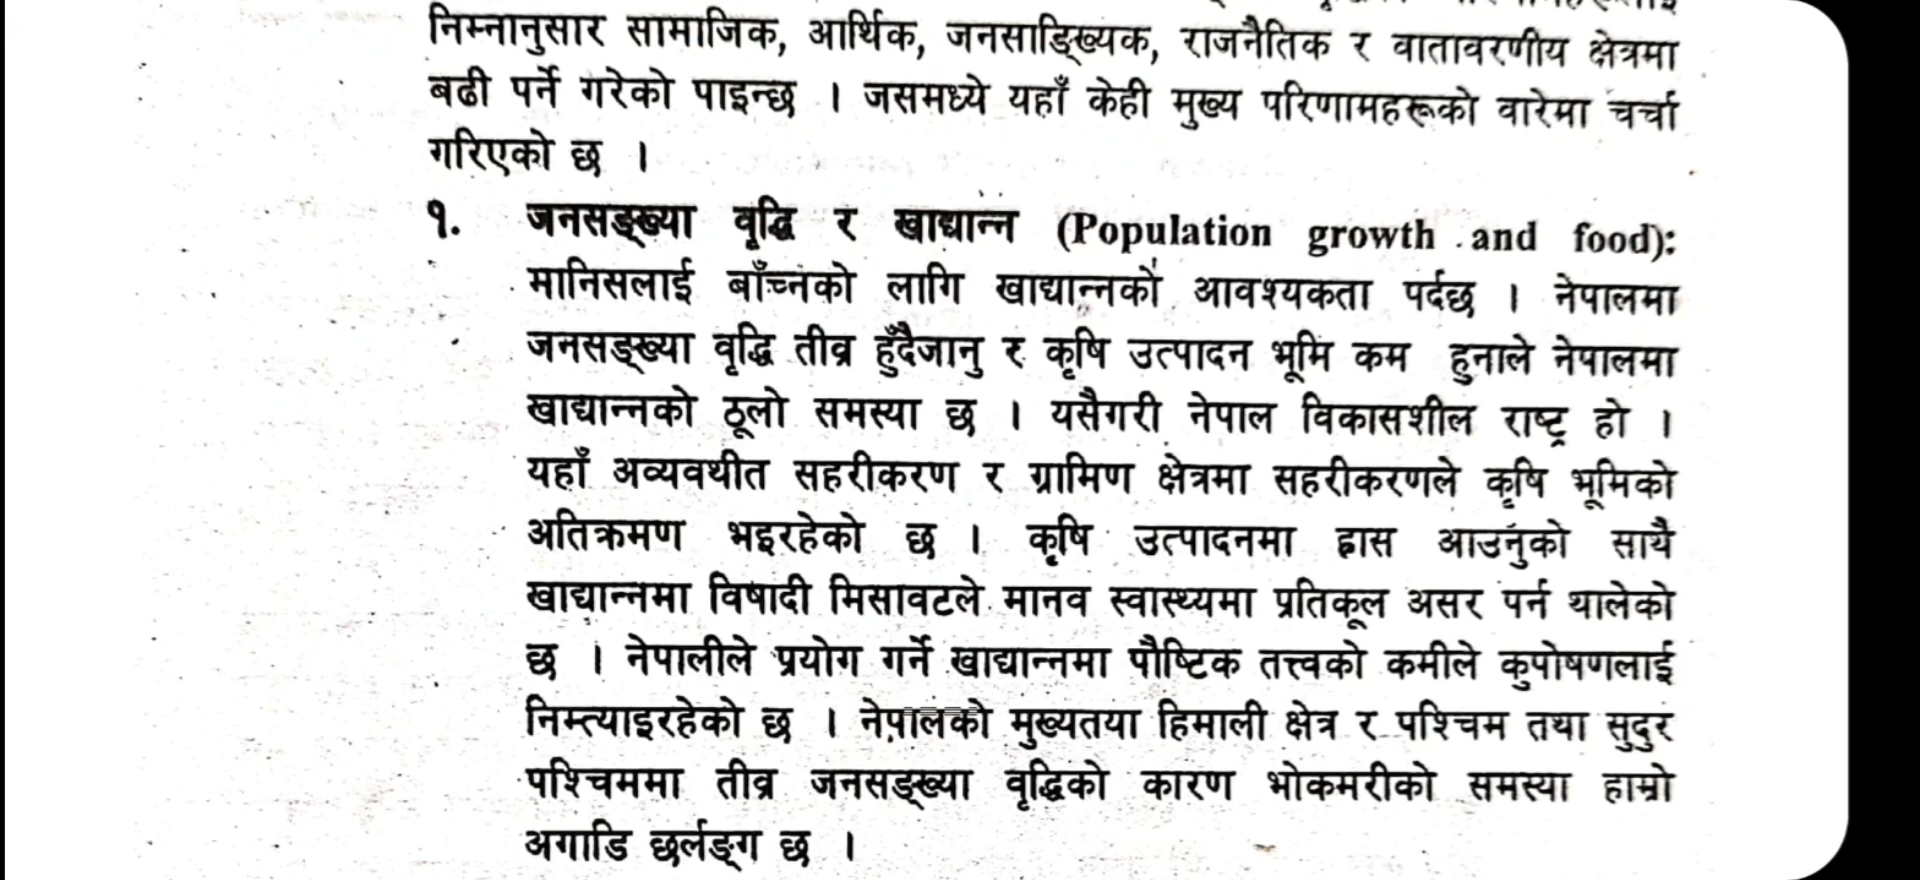 निम्नानुसार सामाजिक, आर्थिक, जनसाङ्ख्यिक, राजनैतिक र वातावरणीय क्षेत्रमा
बढी पर्ने गरेको पाइन्छ । जसमध्ये यहाँ केही मुख्य परिणामहरूको वारेमा चर्चा
गरिएको छ ।
१. जनसङ्ख्या वृद्धि र खाद्यान्न (Population growth and food):
मानिसलाई बाँच्नको लागि खाद्यान्नको आवश्यकता पर्दछ । नेपालमा
जनसङ्ख्या वृद्धि तीव्र हुँदैजानु र कृषि उत्पादन भूमि कम हुनाले नेपालमा
खाद्यान्नको ठूलो समस्या छ । यसैगरी नेपाल विकासशील राष्ट्र हो ।
यहाँ अव्यवथीत सहरीकरण र ग्रामिण क्षेत्रमा सहरीकरणले कृषि भूमिको
अतिक्रमण भइरहेको छ । कृषि उत्पादनमा ह्रास आउनुको साथै
खाद्यान्नमा विषादी मिसावटले मानव स्वास्थ्यमा प्रतिकूल असर पर्न थालेको
छ । नेपालीले प्रयोग गर्ने खाद्यान्नमा पौष्टिक तत्त्वको कमीले कुपोषणलाई
निम्त्याइरहेको छ । नेपालको मुख्यतया हिमाली क्षेत्र र पश्चिम तथा सुदुर
पश्चिममा तीव्र जनसङ्ख्या वृद्धिको कारण भोकमरीको समस्या हाम्रो
अगाडि छर्लङ्ग छ ।